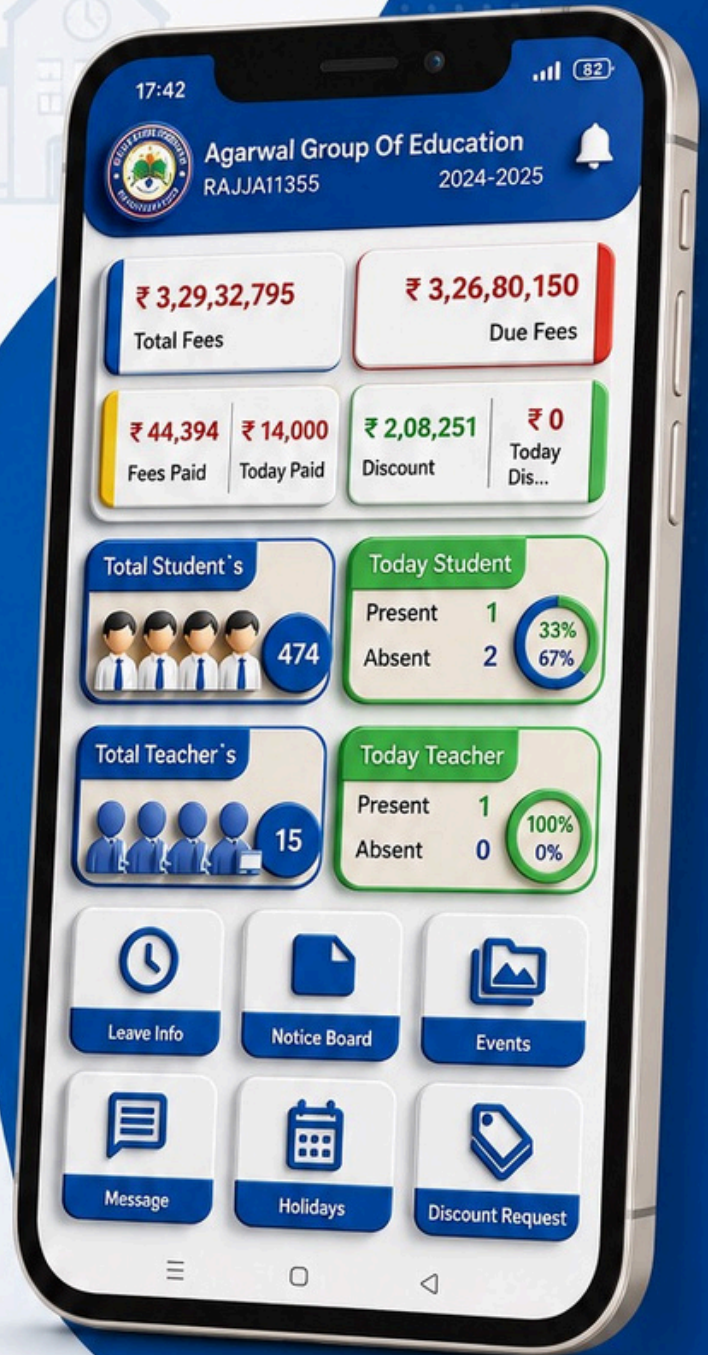 17:42
82
Agarwal Group Of Education
RAJJA11355
2024-2025
₹ 3,29,32,795
Total Fees
₹ 3,26,80,150
Due Fees
₹ 44,394
Fees Paid
₹ 14,000
Today Paid
₹ 2,08,251
Discount
₹ 0
Today
Dis...
Total Student`s
474
Today Student
Present 1
Absent 2
33%
67%
Total Teacher`s
15
Today Teacher
Present 1
Absent 0
100%
0%
Leave Info
Notice Board
Events
Message
Holidays
Discount Request